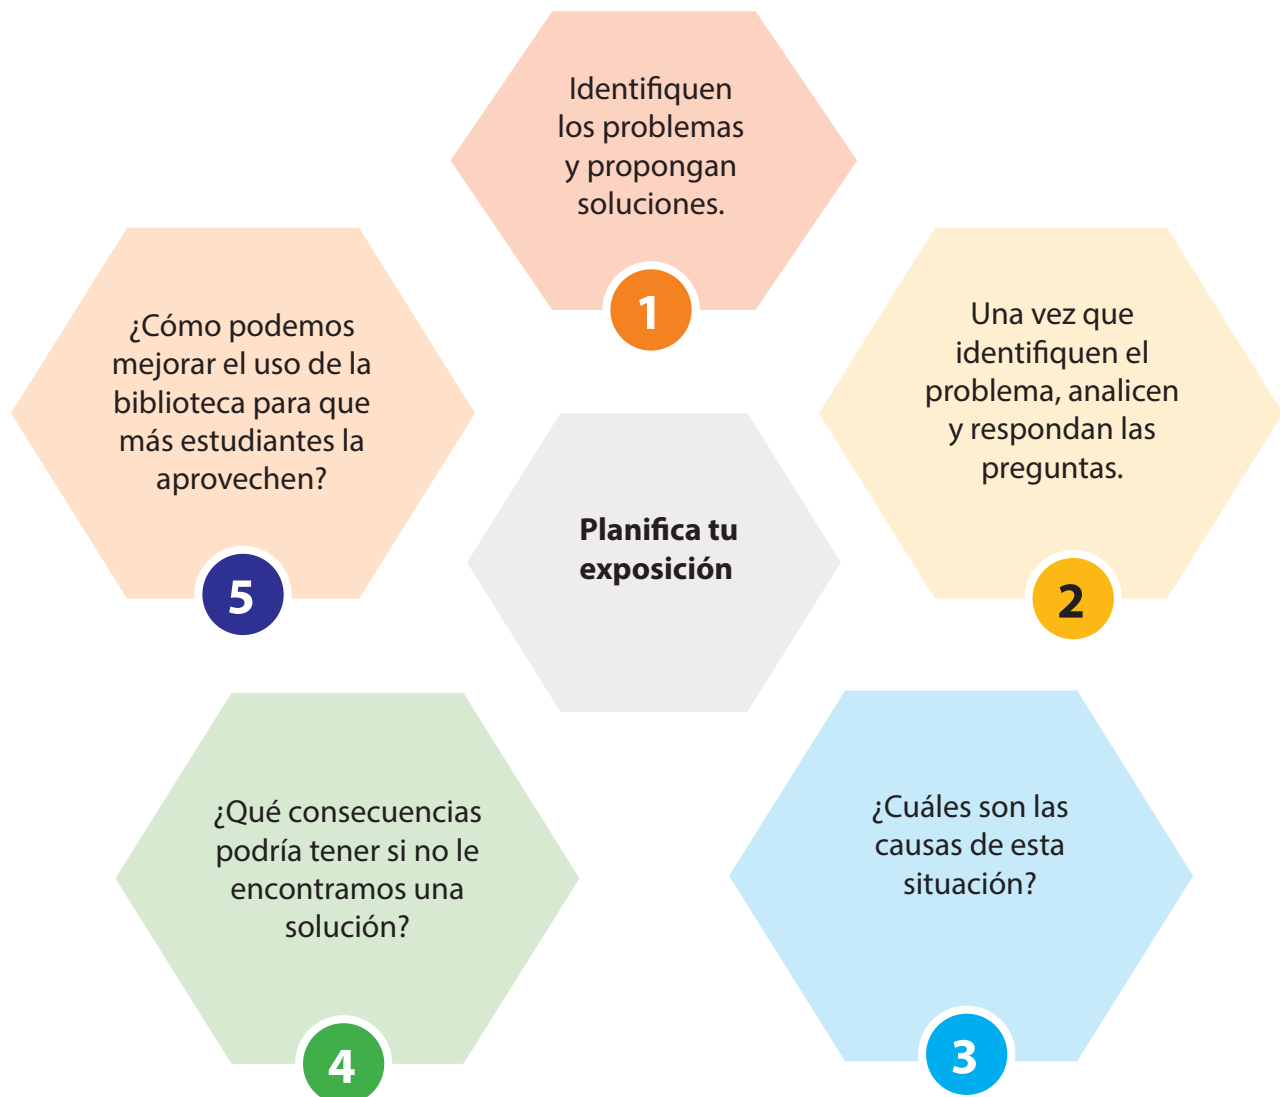 Identifiquen
los problemas
y propongan
soluciones.
1
Una vez que
identifiquen el
problema, analicen
y respondan las
preguntas.
2
¿Cuáles son las
causas de esta
situación?
3
¿Qué consecuencias
podría tener si no le
encontramos una
solución?
4
¿Cómo podemos
mejorar el uso de la
biblioteca para que
más estudiantes la
aprovechen?
5
Planifica tu
exposición